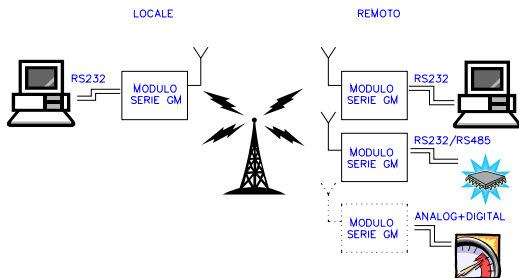 LOCALE
REMOTO
RS232
MODULO
SERIE GM
MODULO
SERIE GM
RS232
MODULO
SERIE GM
RS232/RS485
MODULO
SERIE GM
ANALOG+DIGITAL